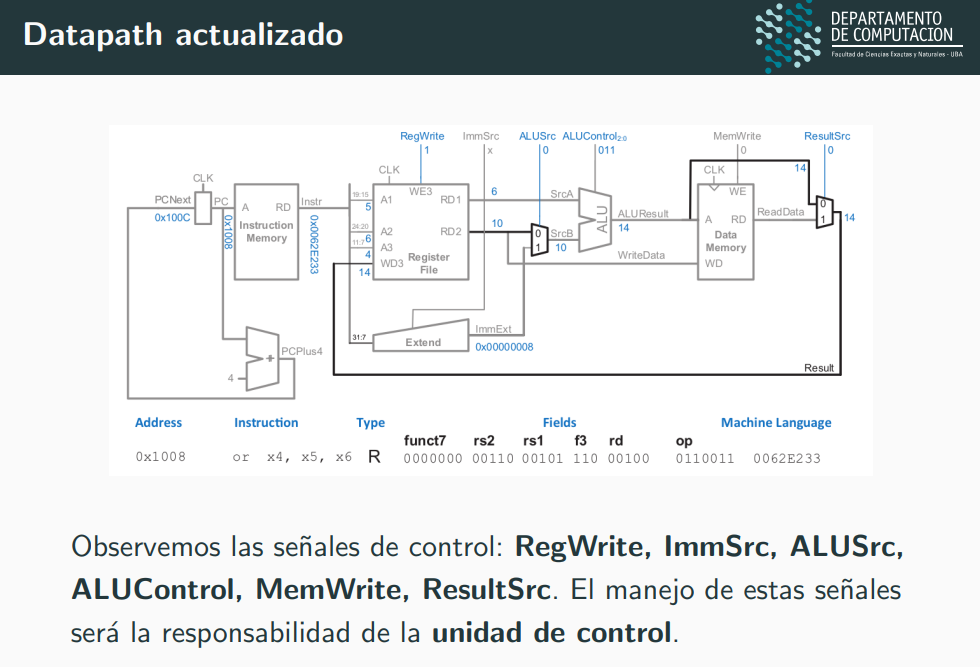 Datapath actualizado
DEPARTAMENTO
DE COMPUTACION
Facultad de Ciencias Exactas y Naturales - UBA
RegWrite ImmSrc ALUSrc ALUControl2:0 MemWrite ResultSrc
1 x 0 011 0 0
CLK CLK CLK 14
PCNext PC A RD Instr 19:15 A1 WE3 RD1 6 SrcA WE 0
0x100C 5 1 14
0x1008 Instruction Memory 0x0062E233 24:20 A2 RD2 10 0 SrcB ALU ALUResult A RD ReadData
6 1 10 14 Data
11:7 A3 Memory
4 WD3 Register WriteData WD
14 File
31:7 Extend ImmExt
0x00000008
+ PCPlus4
4
Result
Address Instruction Type Fields Machine Language
funct7 rs2 rs1 f3 rd op
0x1008 or x4, x5, x6 R 0000000 00110 00101 110 00100 0110011 0062E233
Observemos las señales de control: RegWrite, ImmSrc, ALUSrc,
ALUControl, MemWrite, ResultSrc. El manejo de estas señales
será la responsabilidad de la unidad de control.